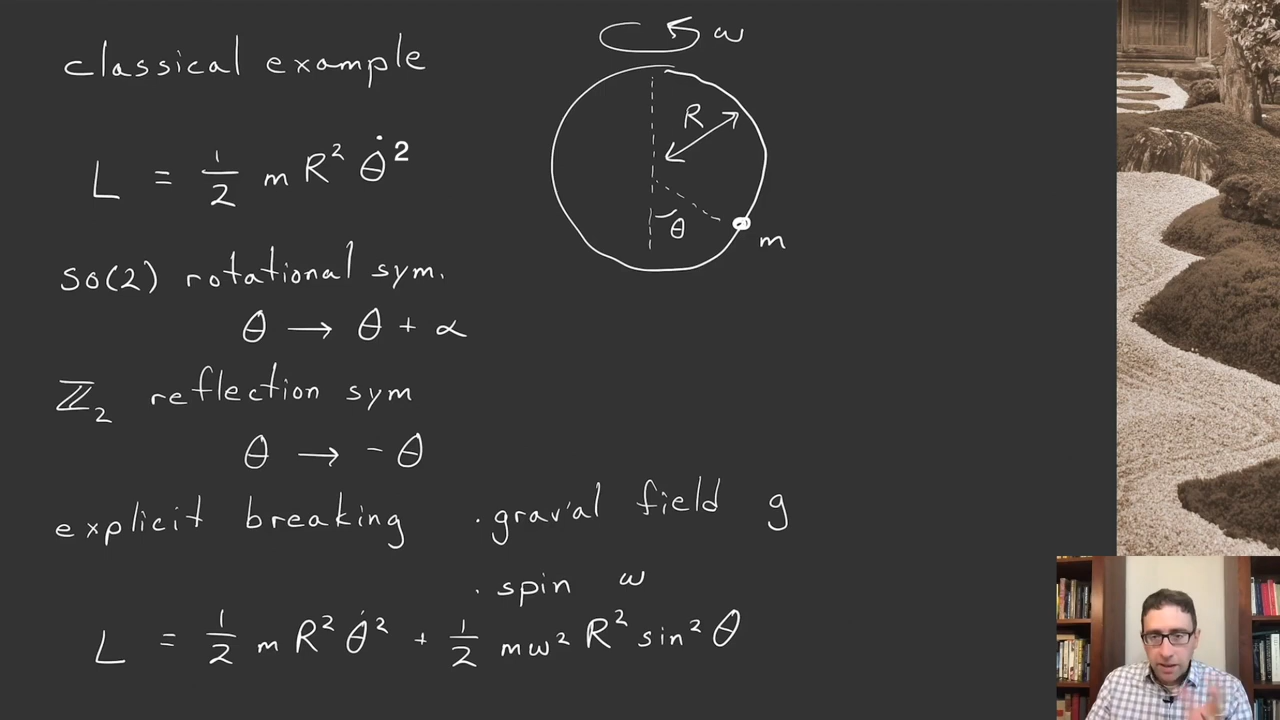 classical example
ω
R
L = 1/2 m R² θ̇²
θ
m
so(2) rotational sym.
θ → θ + α
ℤ₂ reflection sym
θ → - θ
explicit breaking · grav'al field g
· spin ω
L = 1/2 m R² θ̇² + 1/2 mω² R² sin² θ